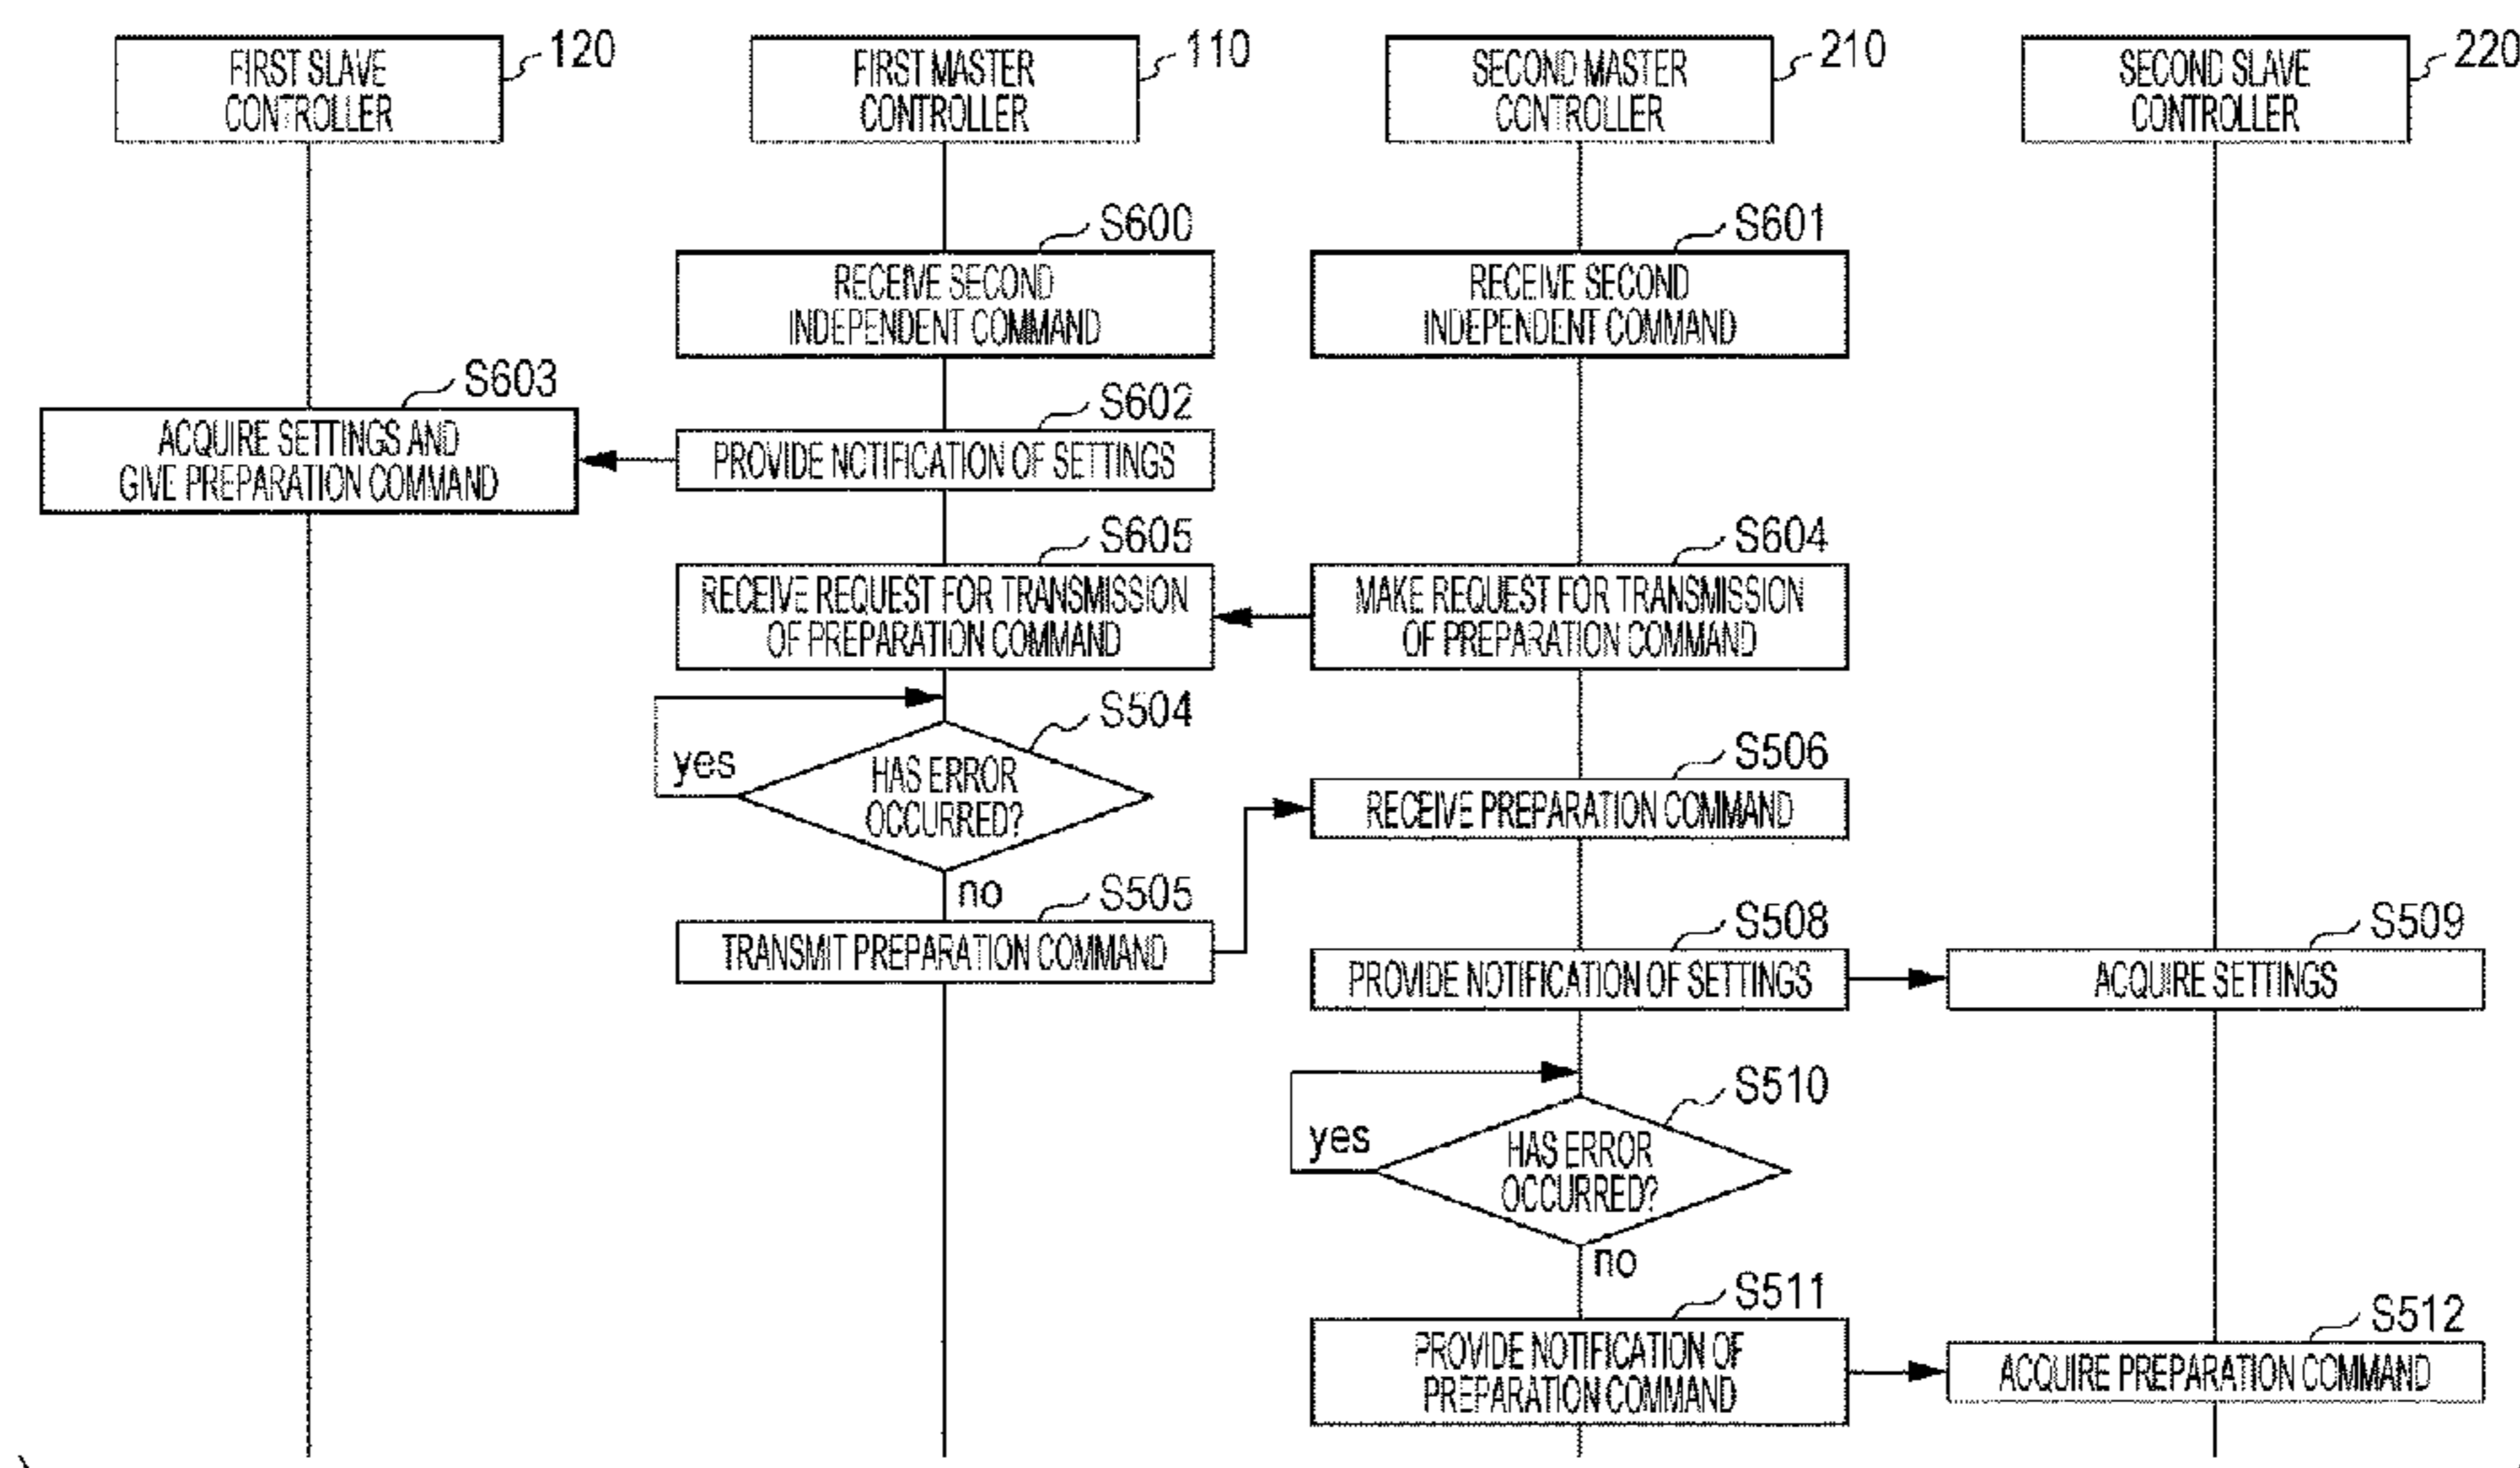 FIRST SLAVE
CONTROLLER
120
FIRST MASTER
CONTROLLER
110
SECOND MASTER
CONTROLLER
210
SECOND SLAVE
CONTROLLER
220
S600
RECEIVE SECOND
INDEPENDENT COMMAND
S601
RECEIVE SECOND
INDEPENDENT COMMAND
S603
ACQUIRE SETTINGS AND
GIVE PREPARATION COMMAND
S602
PROVIDE NOTIFICATION OF SETTINGS
S605
RECEIVE REQUEST FOR TRANSMISSION
OF PREPARATION COMMAND
S604
MAKE REQUEST FOR TRANSMISSION
OF PREPARATION COMMAND
S504
yes
HAS ERROR
OCCURRED?
no
S506
RECEIVE PREPARATION COMMAND
S505
TRANSMIT PREPARATION COMMAND
S508
PROVIDE NOTIFICATION OF SETTINGS
S509
ACQUIRE SETTINGS
S510
yes
HAS ERROR
OCCURRED?
no
S511
PROVIDE NOTIFICATION OF
PREPARATION COMMAND
S512
ACQUIRE PREPARATION COMMAND